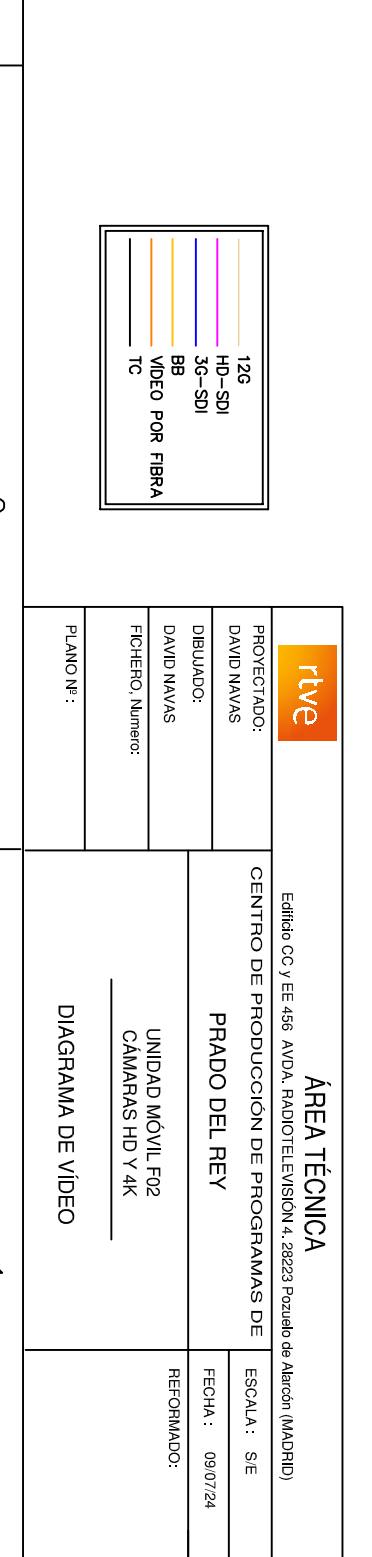 12G
HD-SDI
3G-SDI
BB
VÍDEO POR FIBRA
TC
rtve
ÁREA TÉCNICA
Edificio CC y EE 456 AVDA. RADIOTELEVISIÓN 4. 28223 Pozuelo de Alarcón (MADRID)
PROYECTADO:
DAVID NAVAS
DIBUJADO:
DAVID NAVAS
FICHERO, Numero:
PLANO Nº :
CENTRO DE PRODUCCIÓN DE PROGRAMAS DE
PRADO DEL REY
UNIDAD MÓVIL F02
CÁMARAS HD Y 4K
DIAGRAMA DE VÍDEO
ESCALA : S/E
FECHA : 09/07/24
REFORMADO: